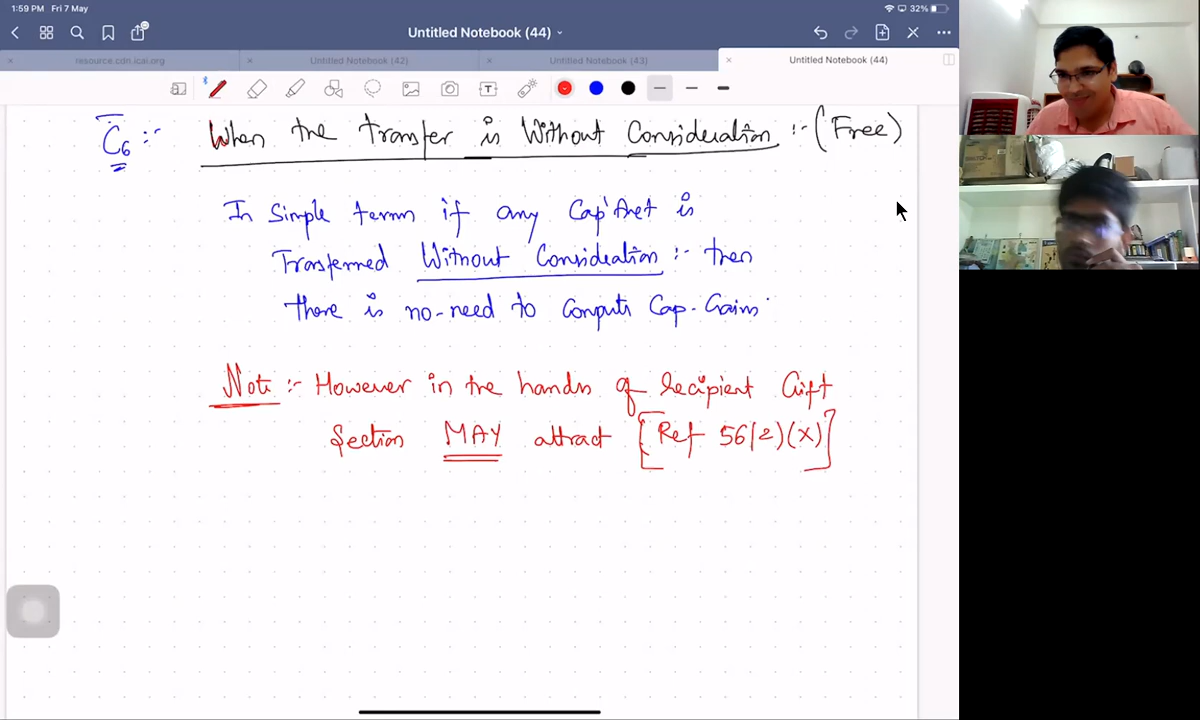 1:59 PM Fri 7 May
32%
Untitled Notebook (44)
resource.cdn.icai.org
Untitled Notebook (42)
Untitled Notebook (43)
Untitled Notebook (44)
C6 :- When the transfer is Without Consideration :- (Free)
In Simple terms if any Cap'Asset is
Transferred Without Consideration :- then
there is no-need to Compute Cap-Gains
Note :- However in the hands of Recipient Gift
Section MAY attract [Ref 56(2)(x)]